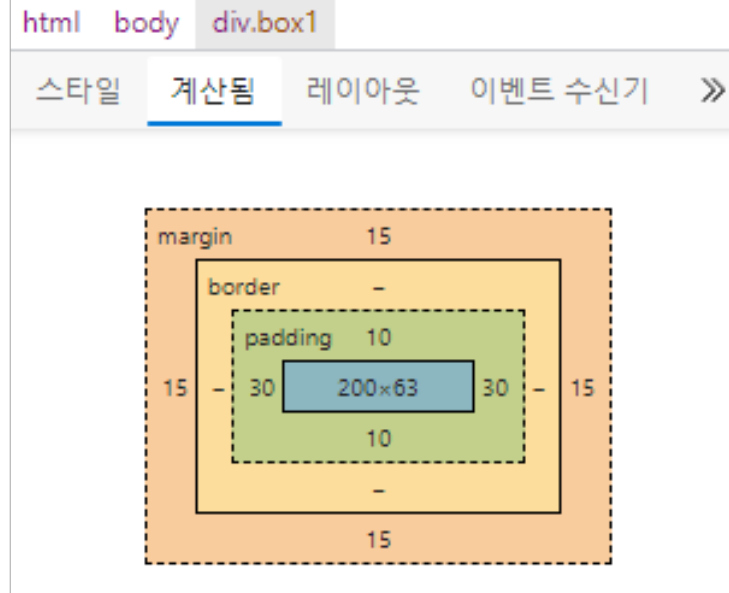 html body div.box1
스타일 계산됨 레이아웃 이벤트 수신기 »
margin 15
border –
padding 10
15 – 30 200×63 30 – 15
10
–
15